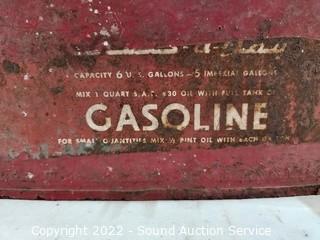 CAPACITY 6 U. S. GALLONS - 5 IMPERIAL GALLONS
MIX 1 QUART S.A.E. #30 OIL WITH FULL TANK OF
GASOLINE
FOR SMALL QUANTITIES MIX ½ PINT OIL WITH EACH
Copyright 2022 - Sound Auction Service